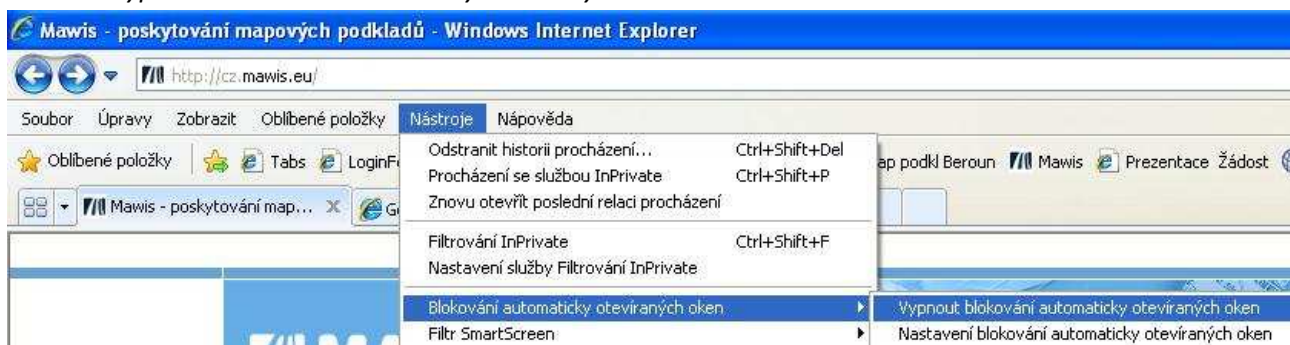 Mawis - poskytování mapových podkladů - Windows Internet Explorer
http://cz.mawis.eu/
Soubor Úpravy Zobrazit Oblíbené položky Nástroje Nápověda
Oblíbené položky Tabs podkl Beroun Mawis Prezentace Žádost
Mawis - poskytování map...
Odstranit historii procházení... Ctrl+Shift+Del
Procházení se službou InPrivate Ctrl+Shift+P
Znovu otevřít poslední relaci procházení
Filtrování InPrivate Ctrl+Shift+F
Nastavení služby Filtrování InPrivate
Blokování automaticky otevíraných oken
Filtr SmartScreen
Vypnout blokování automaticky otevíraných oken
Nastavení blokování automaticky otevíraných oken